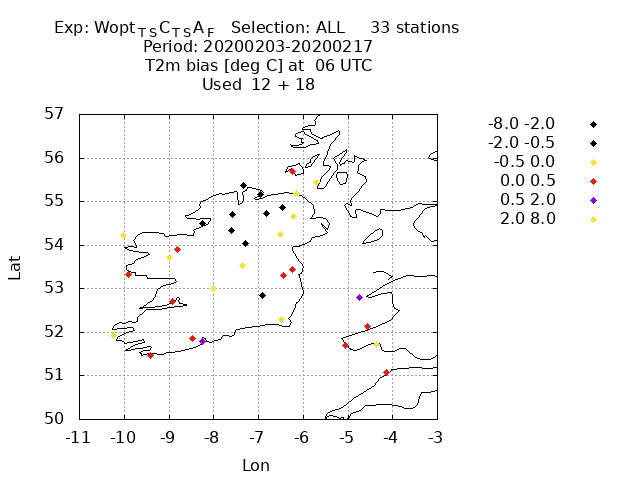 Exp: Wopt T S C T S A F Selection: ALL 33 stations
Period: 20200203-20200217
T2m bias [deg C] at 06 UTC
Used 12 + 18
-8.0 -2.0
-2.0 -0.5
-0.5 0.0
0.0 0.5
0.5 2.0
2.0 8.0
57
56
55
54
53
52
51
50
Lat
-11 -10 -9 -8 -7 -6 -5 -4 -3
Lon